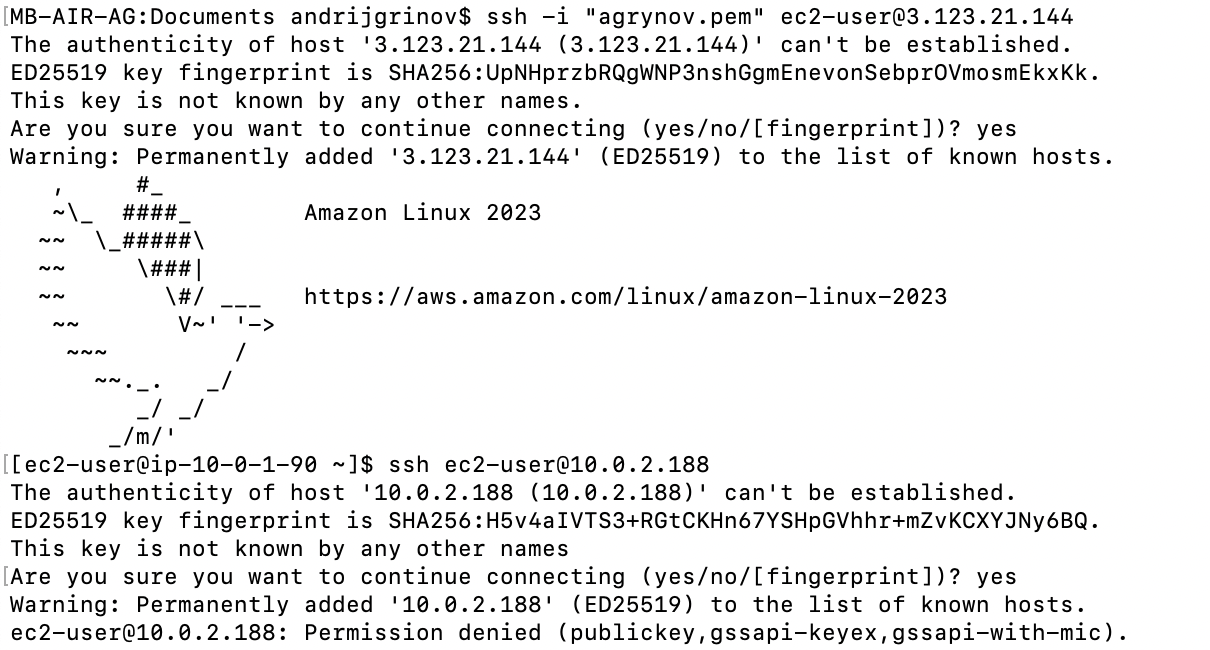 [MB-AIR-AG:Documents andrijgrinov$ ssh -i "agrynov.pem" ec2-user@3.123.21.144
The authenticity of host '3.123.21.144 (3.123.21.144)' can't be established.
ED25519 key fingerprint is SHA256:UpNHprzbRQgWNP3nshGgmEnevonSebprOVmosmEkxKk.
This key is not known by any other names.
Are you sure you want to continue connecting (yes/no/[fingerprint])? yes
Warning: Permanently added '3.123.21.144' (ED25519) to the list of known hosts.
   ,     #_
   ~\_  ####_        Amazon Linux 2023
  ~~  \_#####\
  ~~     \###|
  ~~       \#/ ___   https://aws.amazon.com/linux/amazon-linux-2023
   ~~       V~' '->
    ~~~         /
      ~~._.   _/
         _/ _/
       _/m/'
[[ec2-user@ip-10-0-1-90 ~]$ ssh ec2-user@10.0.2.188
The authenticity of host '10.0.2.188 (10.0.2.188)' can't be established.
ED25519 key fingerprint is SHA256:H5v4aIVTS3+RGtCKHn67YSHpGVhhr+mZvKCXYJNy6BQ.
This key is not known by any other names
[Are you sure you want to continue connecting (yes/no/[fingerprint])? yes
Warning: Permanently added '10.0.2.188' (ED25519) to the list of known hosts.
ec2-user@10.0.2.188: Permission denied (publickey,gssapi-keyex,gssapi-with-mic).